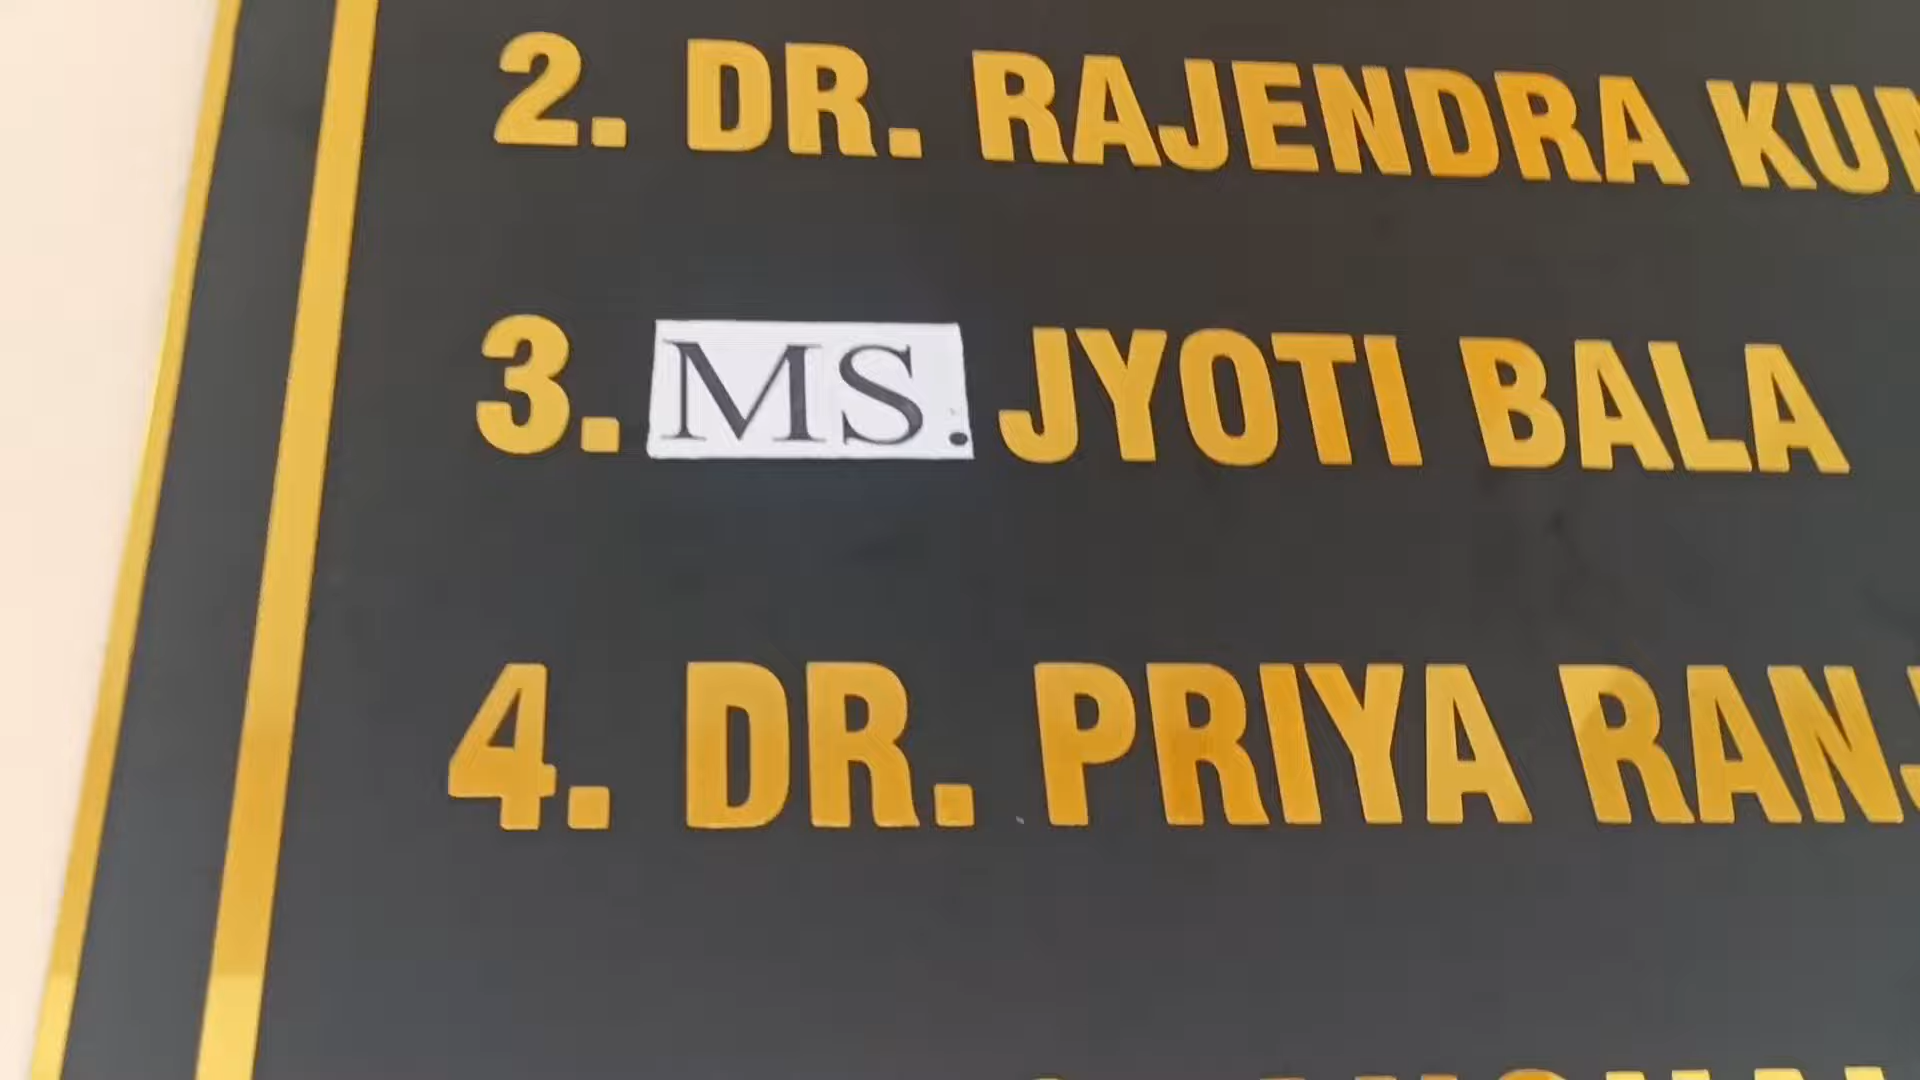 2. DR. RAJENDRA
3. MS. JYOTI BALA
4. DR. PRIYA